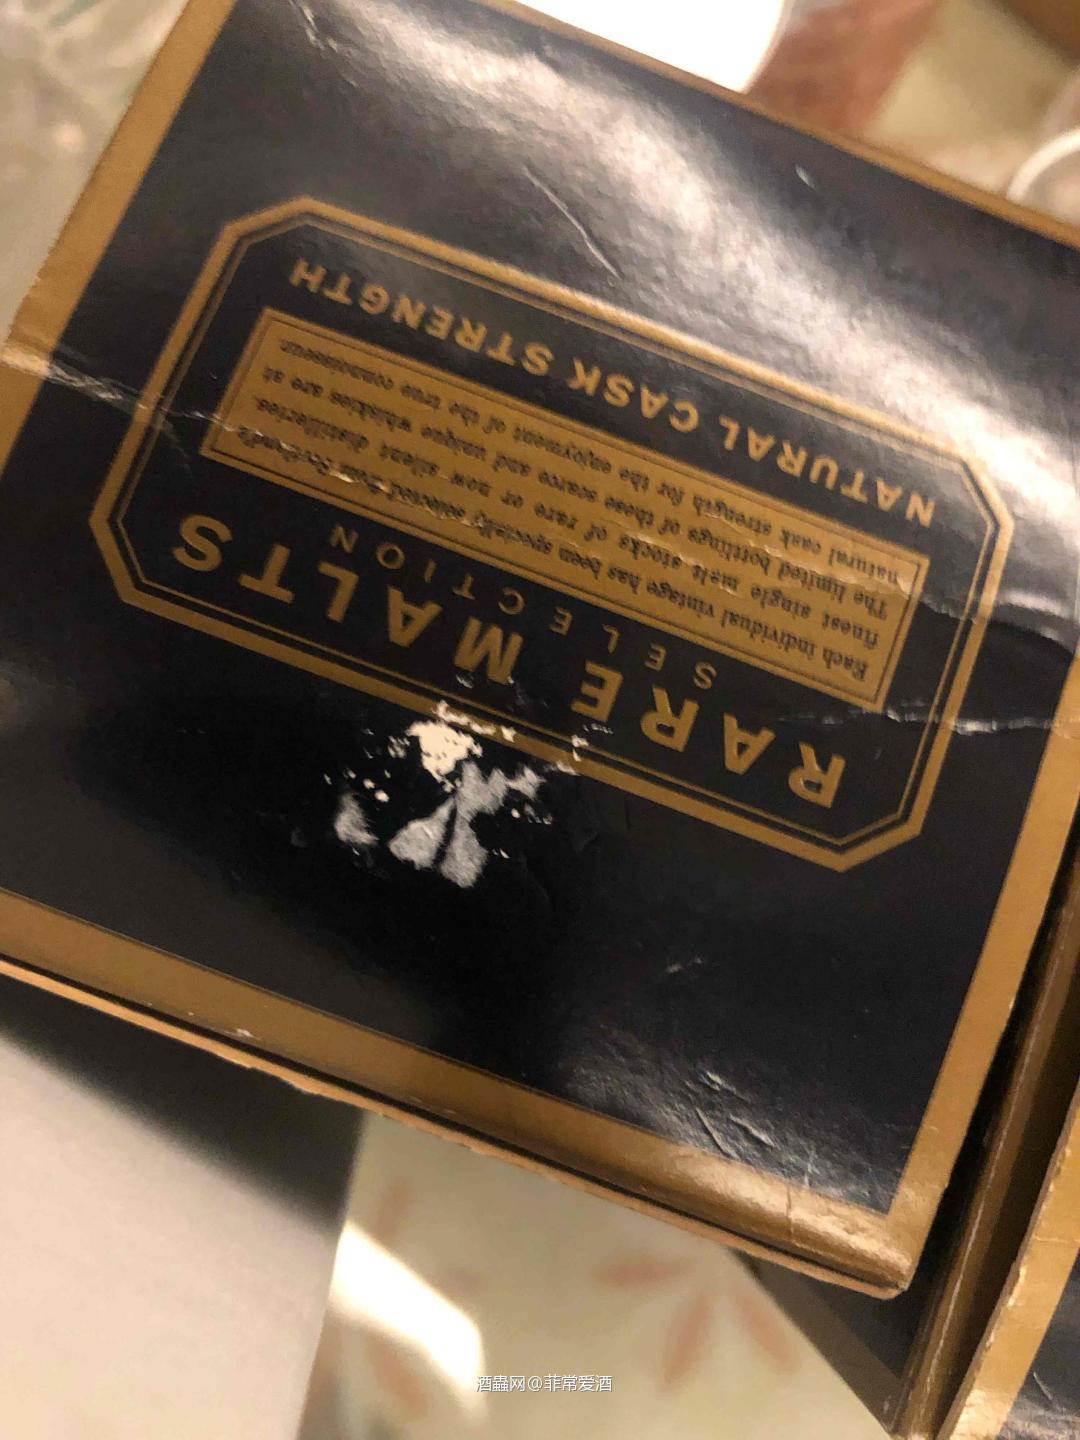 RARE MALTS
SELECTION
Each individual vintage has been specially selected from Scotland's
finest single malt stocks of rare or now silent distilleries.
The limited bottlings of these scarce and unique whiskies are at
natural cask strength for the enjoyment of the true connoisseur.
NATURAL CASK STRENGTH
酒蟲网@菲常爱酒